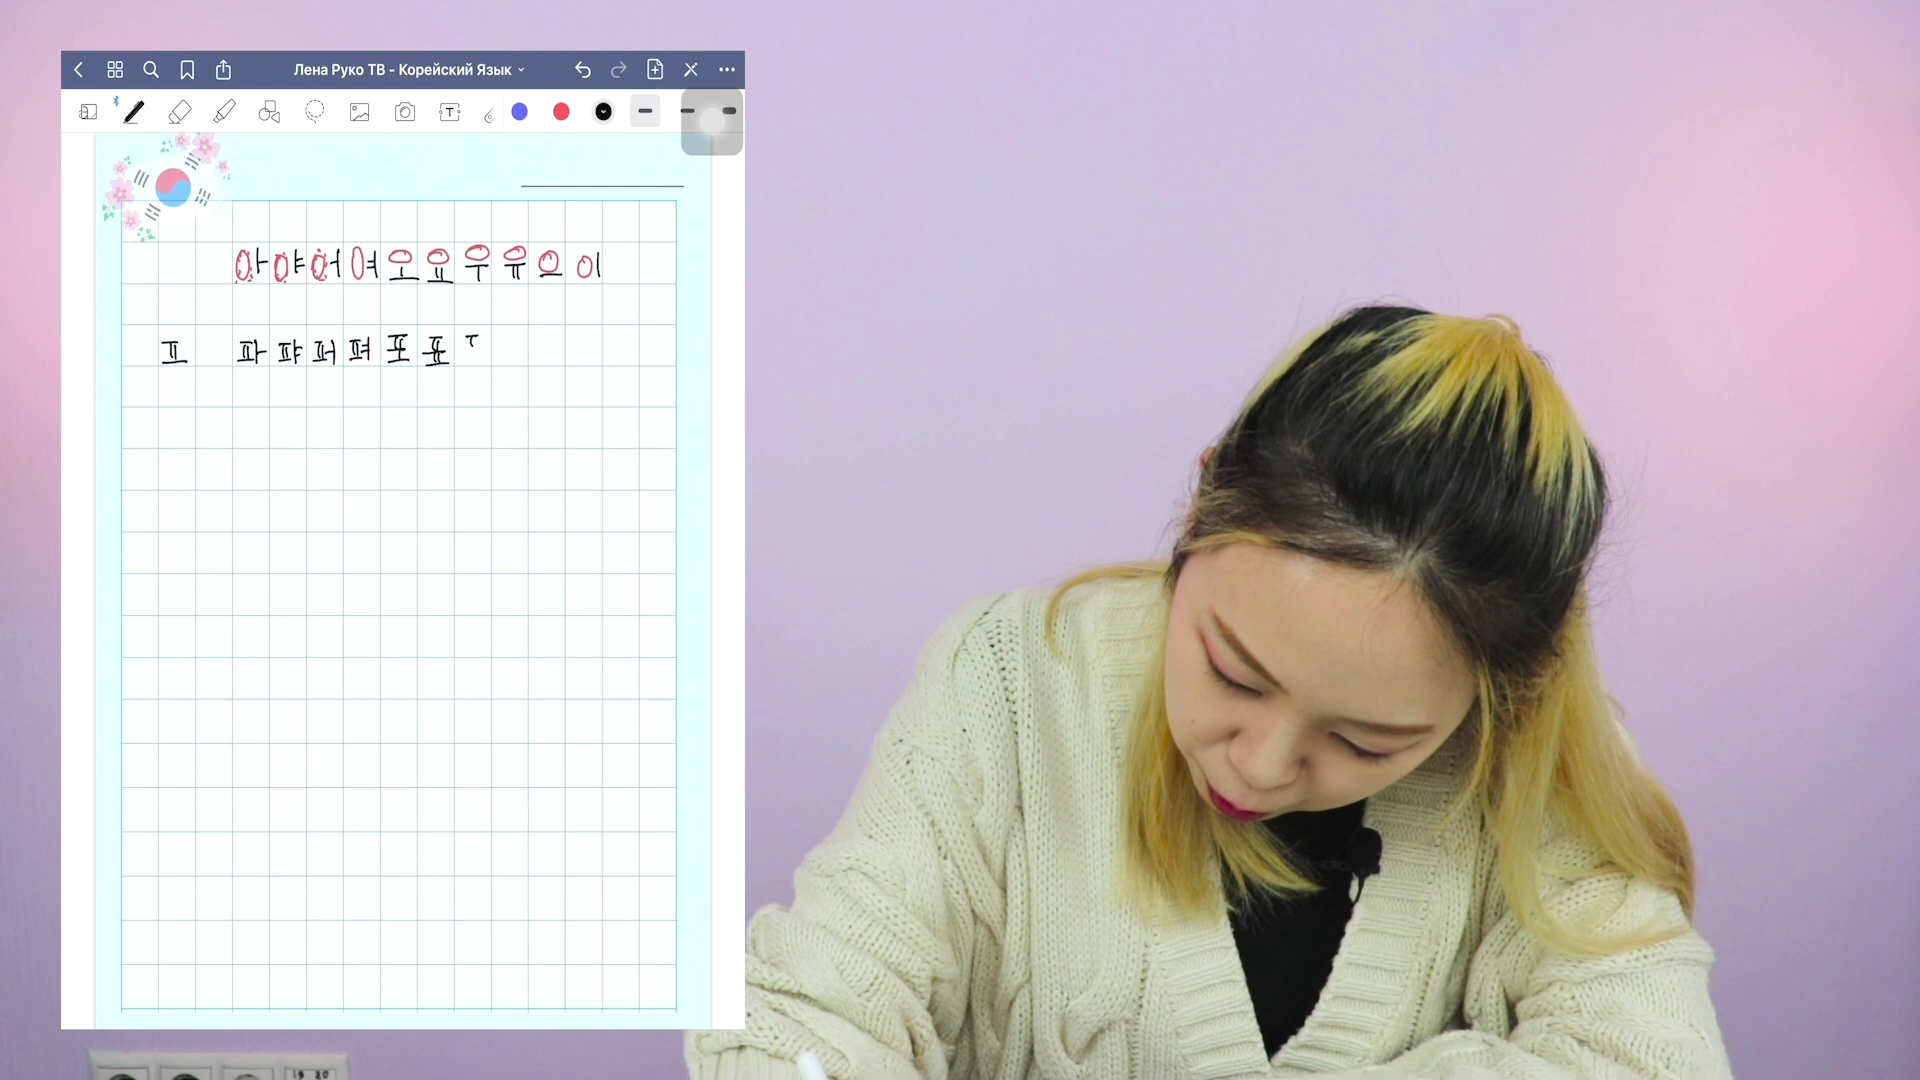 Лена Руко ТВ - Корейский Язык
아 야 어 여 오 요 우 유 으 이
ㅍ 파 퍄 퍼 펴 포 표